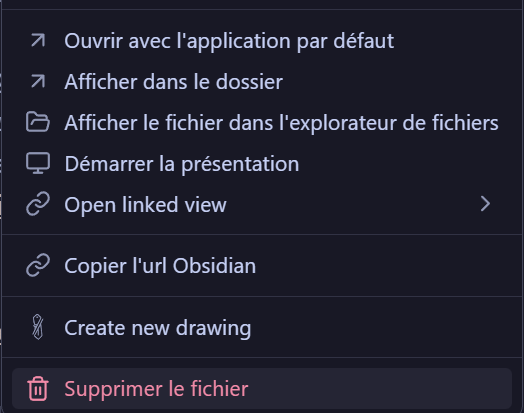 Ouvrir avec l'application par défaut
Afficher dans le dossier
Afficher le fichier dans l'explorateur de fichiers
Démarrer la présentation
Open linked view
Copier l'url Obsidian
Create new drawing
Supprimer le fichier